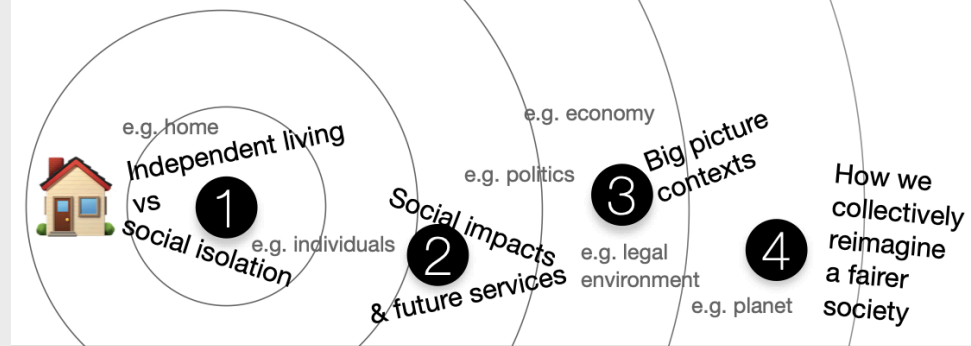 e.g. home
Independent living
vs
social isolation
1
e.g. individuals
Social impacts
2
& future services
e.g. economy
e.g. politics
3
Big picture
contexts
e.g. legal
environment
e.g. planet
4
How we
collectively
reimagine
a fairer
society